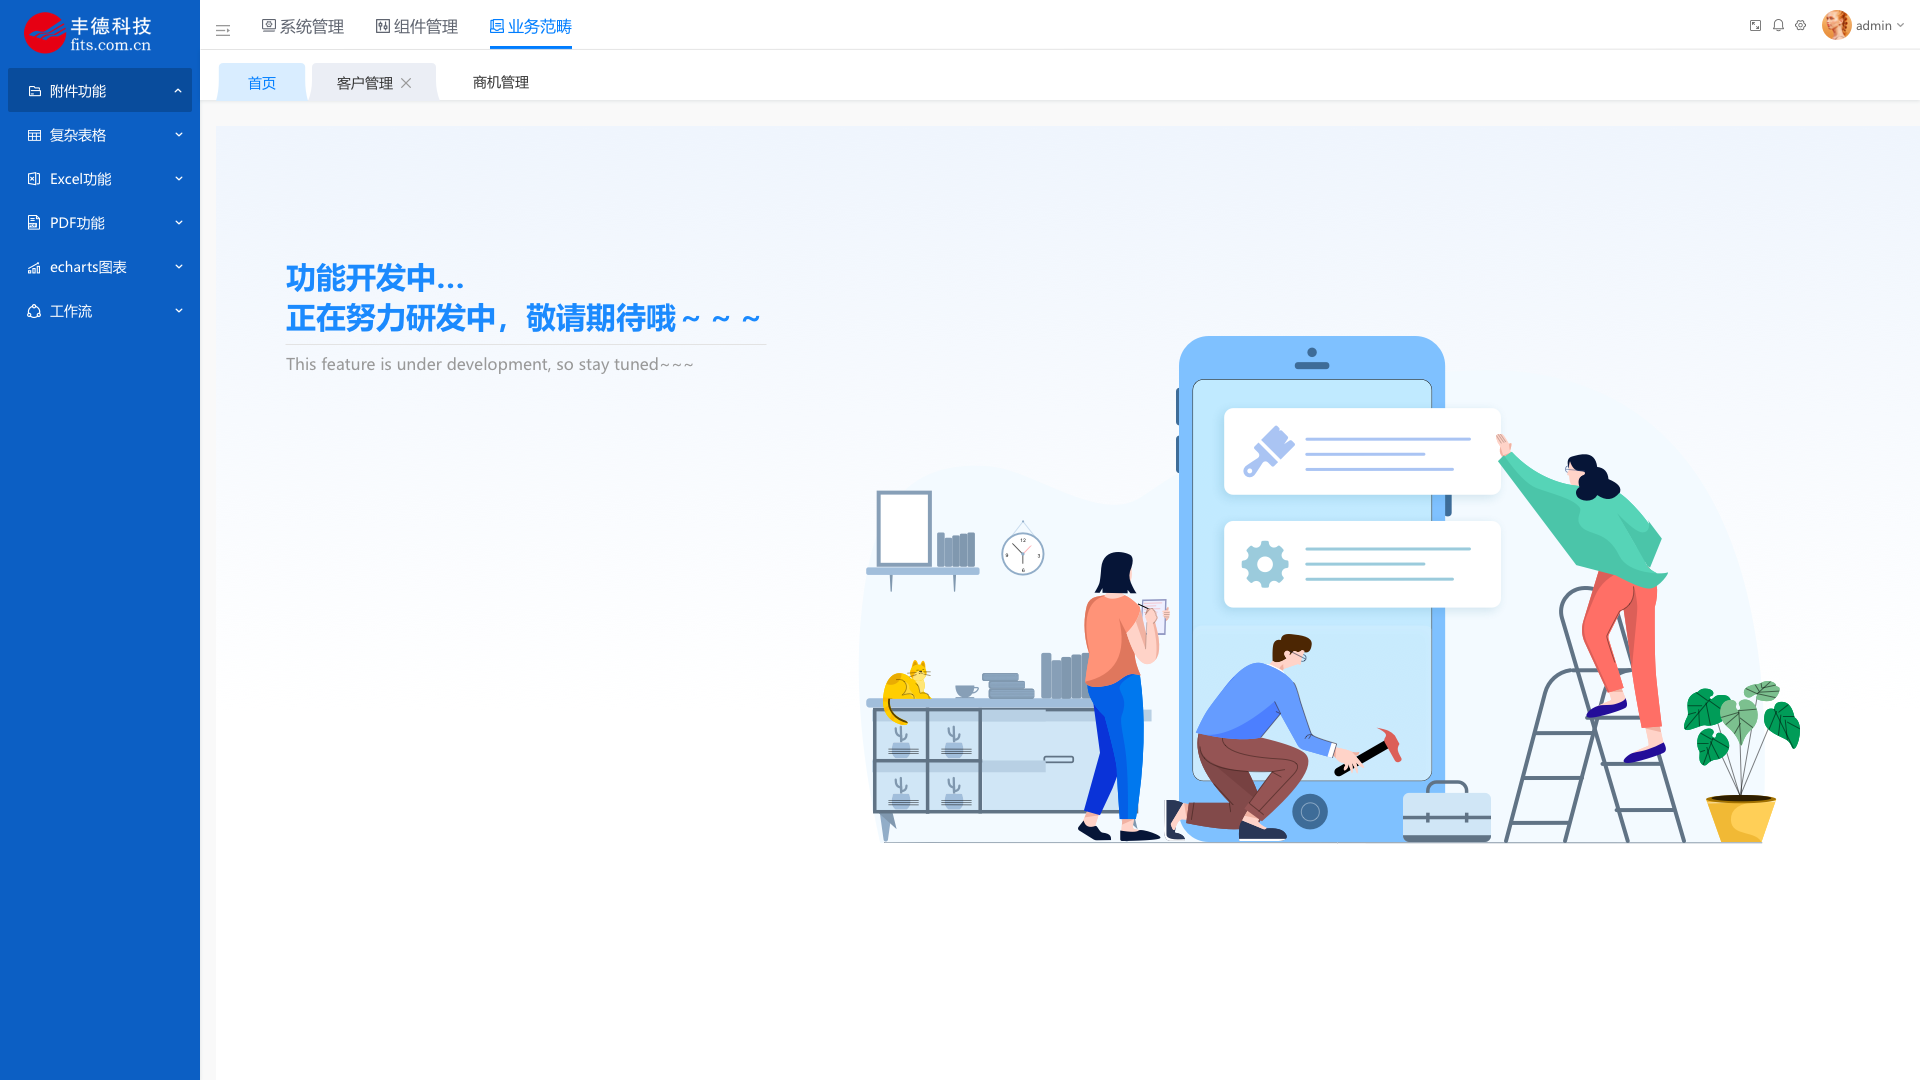 丰德科技
fits.com.cn
系统管理
组件管理
业务范畴
admin
首页
客户管理
商机管理
附件功能
复杂表格
Excel功能
PDF功能
echarts图表
工作流
功能开发中...
正在努力研发中，敬请期待哦～～～
This feature is under development, so stay tuned~~~
12
9
3
6